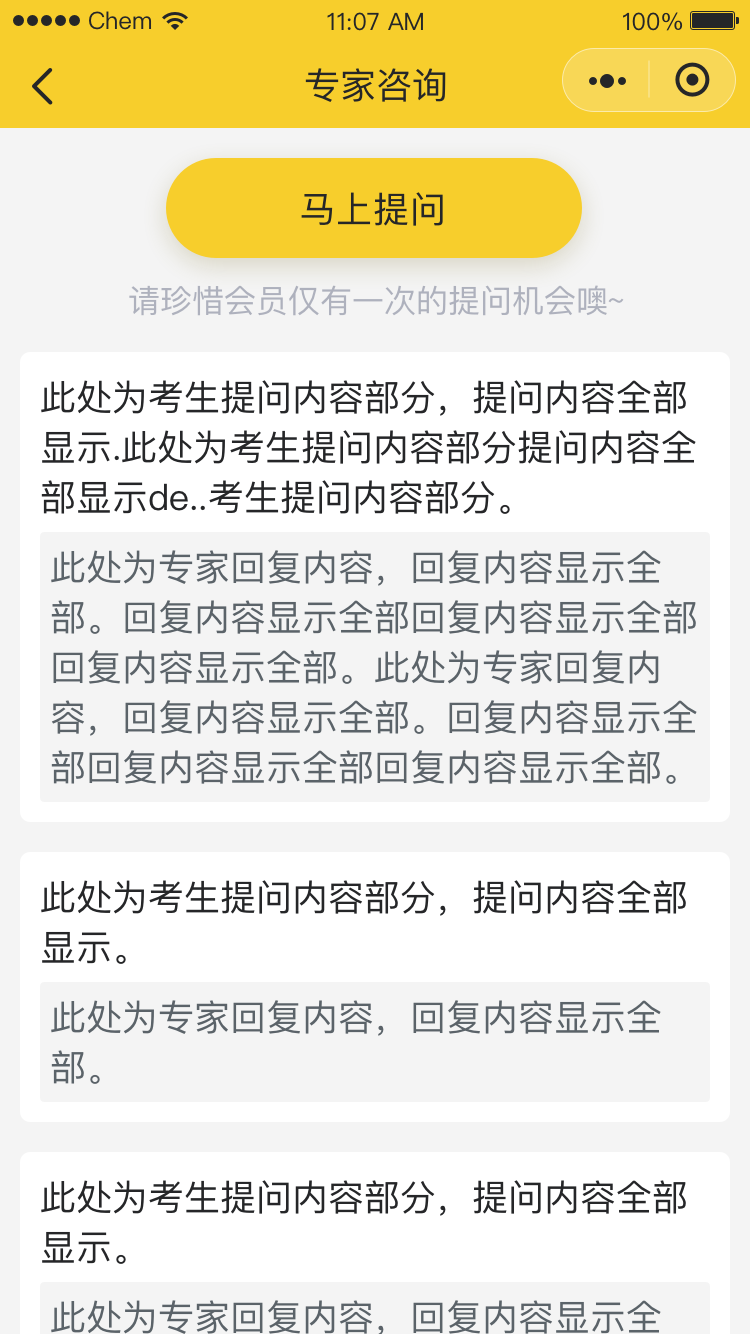 Chem 11:07 AM 100%
专家咨询
马上提问
请珍惜会员仅有一次的提问机会噢~
此处为考生提问内容部分，提问内容全部
显示.此处为考生提问内容部分提问内容全
部显示de..考生提问内容部分。
此处为专家回复内容，回复内容显示全
部。回复内容显示全部回复内容显示全部
回复内容显示全部。此处为专家回复内
容，回复内容显示全部。回复内容显示全
部回复内容显示全部回复内容显示全部。
此处为考生提问内容部分，提问内容全部
显示。
此处为专家回复内容，回复内容显示全
部。
此处为考生提问内容部分，提问内容全部
显示。
此处为专家回复内容，回复内容显示全